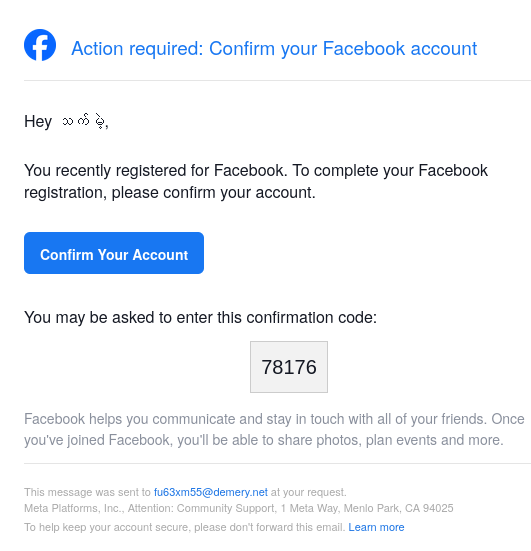 Action required: Confirm your Facebook account
Hey သက်မဲ့,
You recently registered for Facebook. To complete your Facebook
registration, please confirm your account.
Confirm Your Account
You may be asked to enter this confirmation code:
78176
Facebook helps you communicate and stay in touch with all of your friends. Once
you've joined Facebook, you'll be able to share photos, plan events and more.
This message was sent to fu63xm55@demery.net at your request.
Meta Platforms, Inc., Attention: Community Support, 1 Meta Way, Menlo Park, CA 94025
To help keep your account secure, please don't forward this email. Learn more